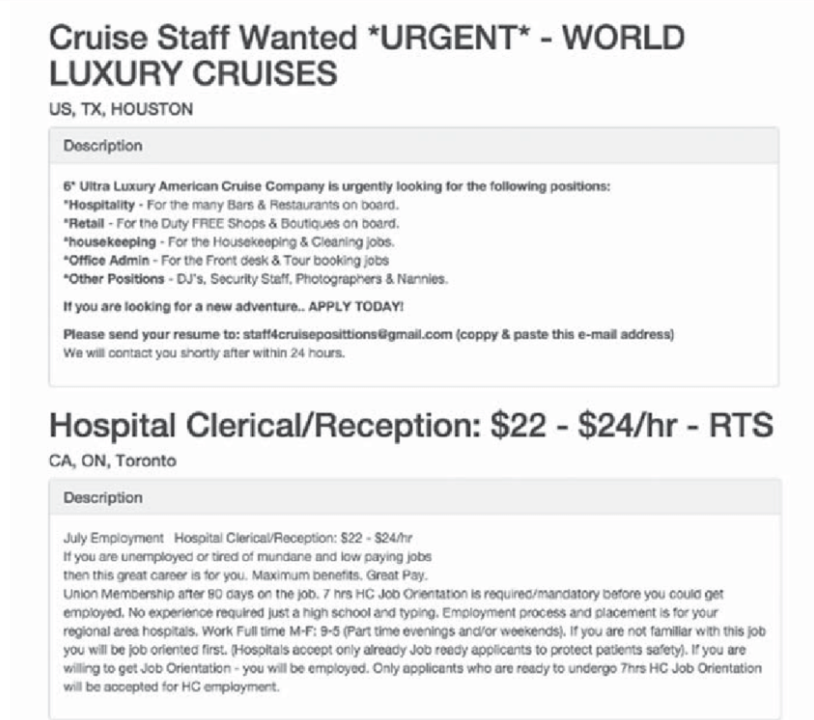 Cruise Staff Wanted *URGENT* - WORLD
LUXURY CRUISES
US, TX, HOUSTON
Description
6* Ultra Luxury American Cruise Company is urgently looking for the following positions:
*Hospitality - For the many Bars & Restaurants on board.
*Retail - For the Duty FREE Shops & Boutiques on board.
*housekeeping - For the Housekeeping & Cleaning jobs.
*Office Admin - For the Front desk & Tour booking jobs
*Other Positions - DJ's, Security Staff, Photographers & Nannies.
If you are looking for a new adventure.. APPLY TODAY!
Please send your resume to: staff4cruiseposittions@gmail.com (coppy & paste this e-mail address)
We will contact you shortly after within 24 hours.
Hospital Clerical/Reception: $22 - $24/hr - RTS
CA, ON, Toronto
Description
July Employment Hospital Clerical/Reception: $22 - $24/hr
If you are unemployed or tired of mundane and low paying jobs
then this great career is for you. Maximum benefits. Great Pay.
Union Membership after 90 days on the job. 7 hrs HC Job Orientation is required/mandatory before you could get
employed. No experience required just a high school and typing. Employment process and placement is for your
regional area hospitals. Work Full time M-F: 9-5 (Part time evenings and/or weekends). If you are not familiar with this job
you will be job oriented first. (Hospitals accept only already Job ready applicants to protect patients safety). If you are
willing to get Job Orientation - you will be employed. Only applicants who are ready to undergo 7hrs HC Job Orientation
will be accepted for HC employment.